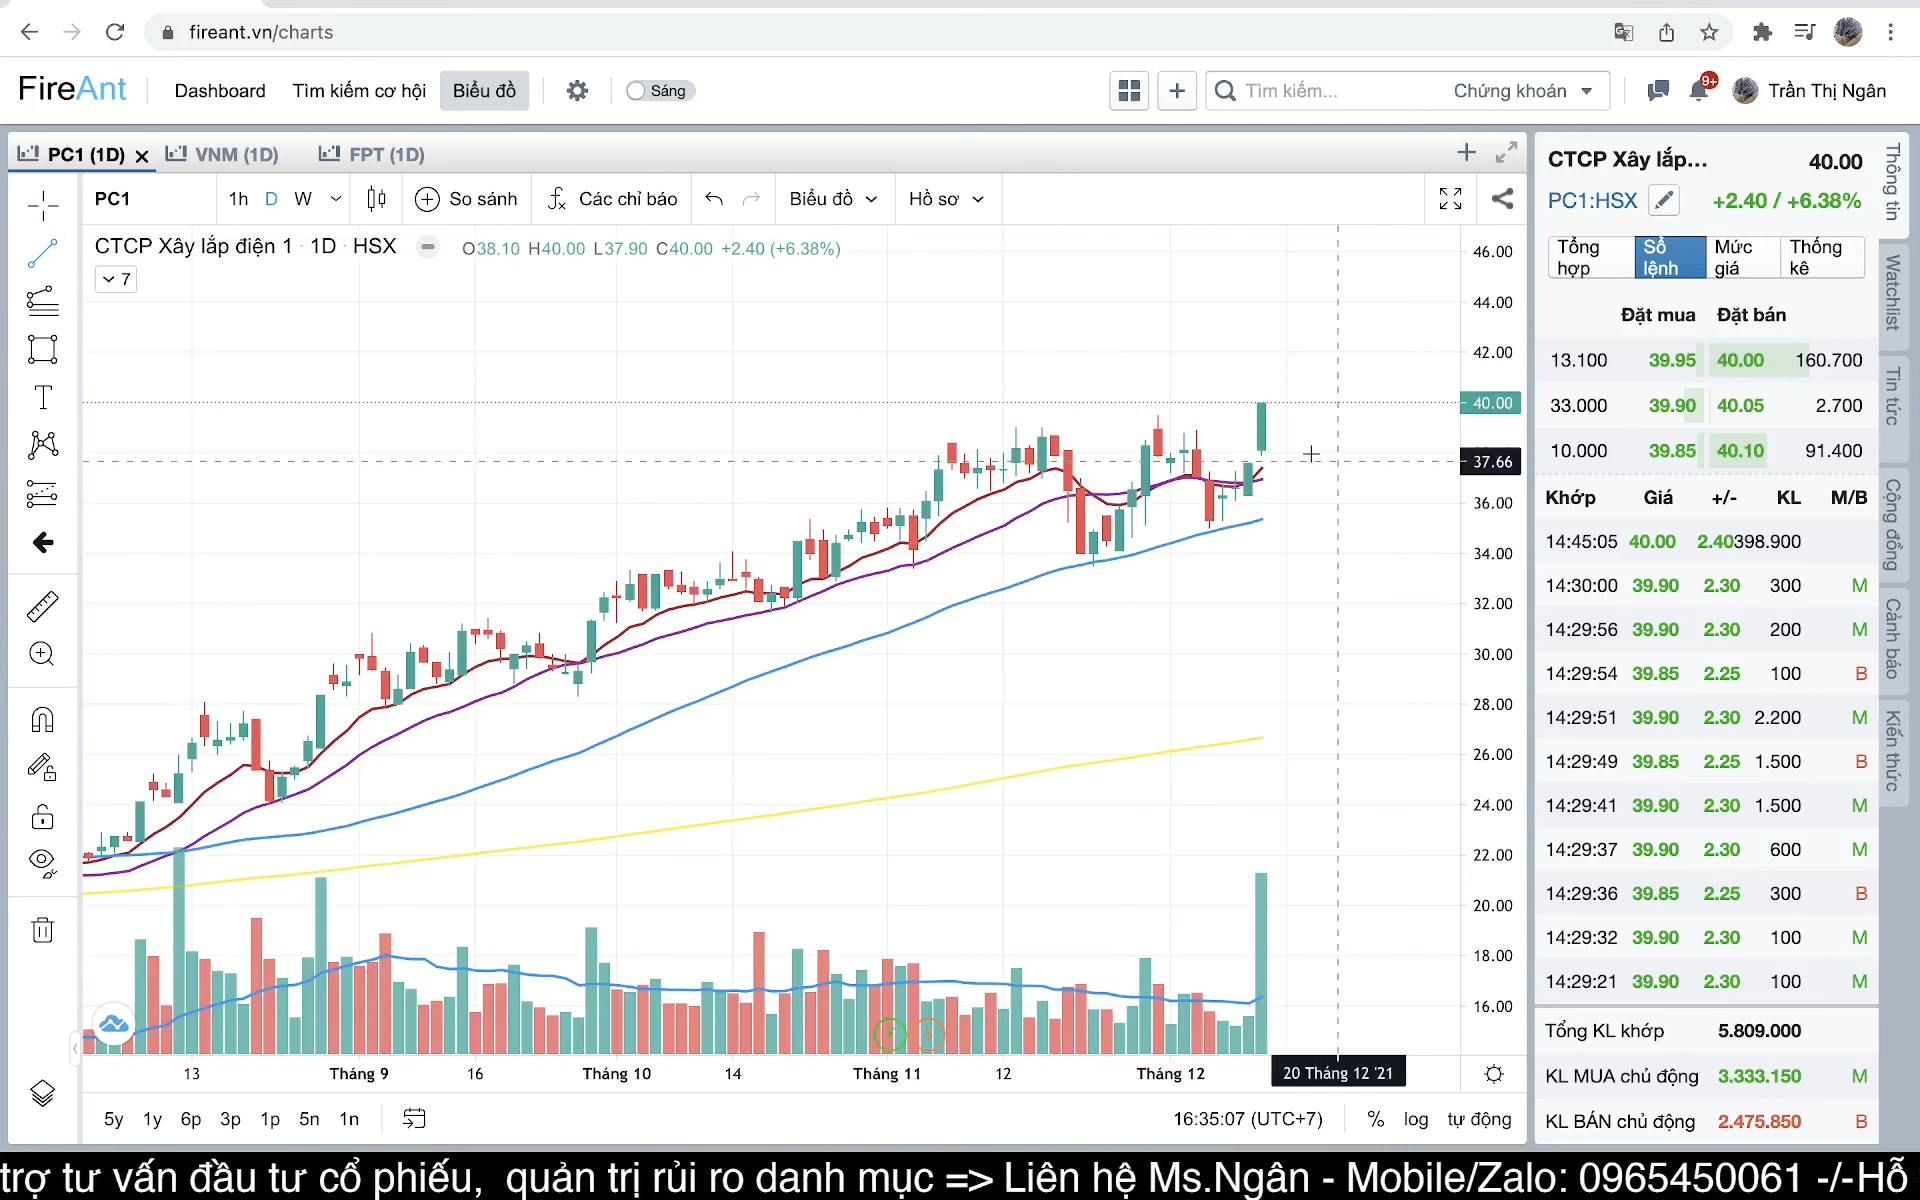 fireant.vn/charts
FireAnt Dashboard Tìm kiếm cơ hội Biểu đồ Sáng Tìm kiếm... Chứng khoán 9+ Trần Thị Ngân
PC1 (1D) VNM (1D) FPT (1D)
PC1 1h D W So sánh Các chỉ báo Biểu đồ Hồ sơ
CTCP Xây lắp điện 1 · 1D · HSX O38.10 H40.00 L37.90 C40.00 +2.40 (+6.38%)
7
46.00
44.00
42.00
40.00
37.66
36.00
34.00
32.00
30.00
28.00
26.00
24.00
22.00
20.00
18.00
16.00
F S
13 Tháng 9 16 Tháng 10 14 Tháng 11 12 Tháng 12 20 Tháng 12 '21
5y 1y 6p 3p 1p 5n 1n 16:35:07 (UTC+7) % log tự động
CTCP Xây lắp... 40.00
PC1:HSX +2.40 / +6.38%
Tổng hợp Sổ lệnh Mức giá Thống kê
Đặt mua Đặt bán
13.100 39.95 40.00 160.700
33.000 39.90 40.05 2.700
10.000 39.85 40.10 91.400
Khớp Giá +/- KL M/B
14:45:05 40.00 2.40 398.900
14:30:00 39.90 2.30 300 M
14:29:56 39.90 2.30 200 M
14:29:54 39.85 2.25 100 B
14:29:51 39.90 2.30 2.200 M
14:29:49 39.85 2.25 1.500 B
14:29:41 39.90 2.30 1.500 M
14:29:37 39.90 2.30 600 M
14:29:36 39.85 2.25 300 B
14:29:32 39.90 2.30 100 M
14:29:21 39.90 2.30 100 M
Tổng KL khớp 5.809.000
KL MUA chủ động 3.333.150 M
KL BÁN chủ động 2.475.850 B
Thông tin
Watchlist
Tin tức
Cộng đồng
Cảnh báo
Kiến thức
trợ tư vấn đầu tư cổ phiếu, quản trị rủi ro danh mục => Liên hệ Ms.Ngân - Mobile/Zalo: 0965450061 -/-Hỗ